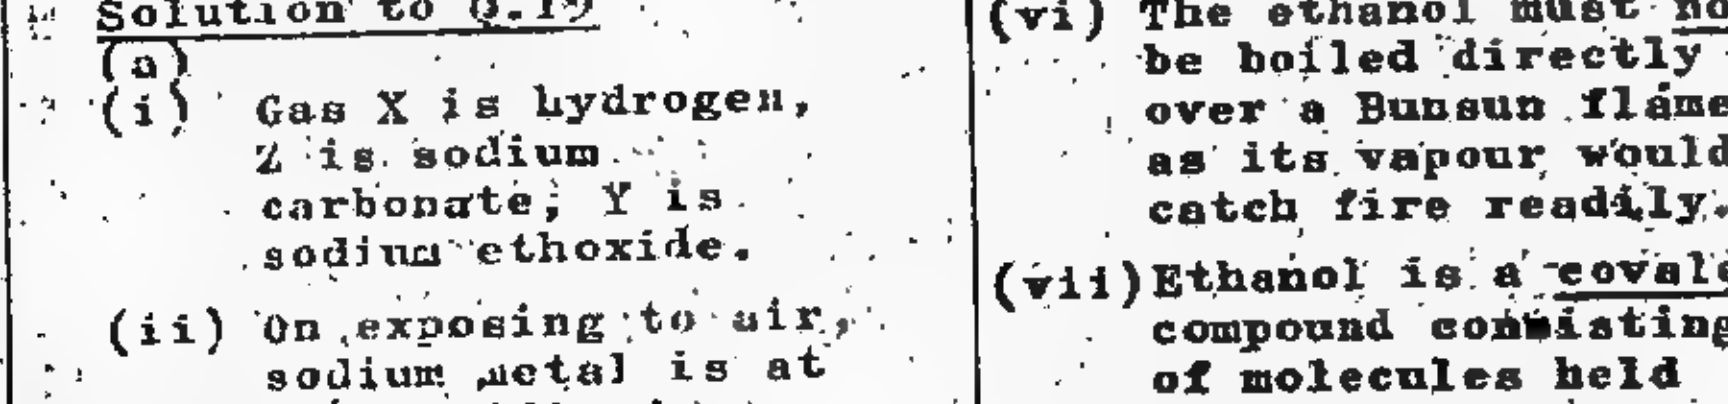 Solution to Q.19
(a)
(i) Gas X is hydrogen,
Z is sodium
carbonate; Y is
sodium ethoxide.
(ii) On exposing to air,
sodium metal is at
(vi) The ethanol must
be boiled directly
over a Bunsun flame
as its vapour would
catch fire readily.
(vii) Ethanol is a
compound consisting
of molecules held